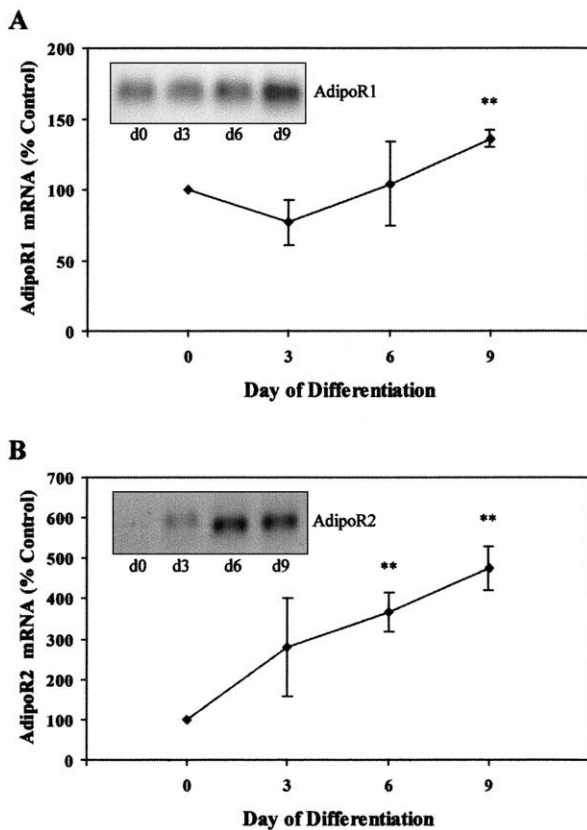 A
200
150
100
50
0
AdipoR1 mRNA (% Control)
AdipoR1
d0 d3 d6 d9
**
0 3 6 9
Day of Differentiation
B
700
600
500
400
300
200
100
0
AdipoR2 mRNA (% Control)
AdipoR2
d0 d3 d6 d9
**
**
0 3 6 9
Day of Differentiation